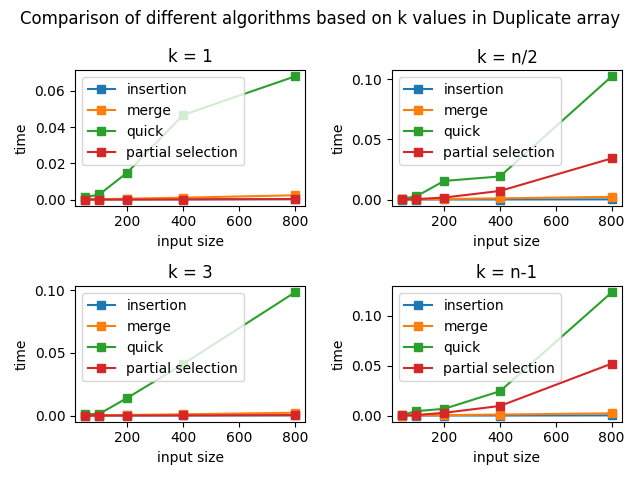 Comparison of different algorithms based on k values in Duplicate array
k = 1
0.06
0.04
0.02
0.00
time
insertion
merge
quick
partial selection
200
400
600
800
input size
k = n/2
0.10
0.05
0.00
time
insertion
merge
quick
partial selection
200
400
600
800
input size
k = 3
0.10
0.05
0.00
time
insertion
merge
quick
partial selection
200
400
600
800
input size
k = n-1
0.10
0.05
0.00
time
insertion
merge
quick
partial selection
200
400
600
800
input size